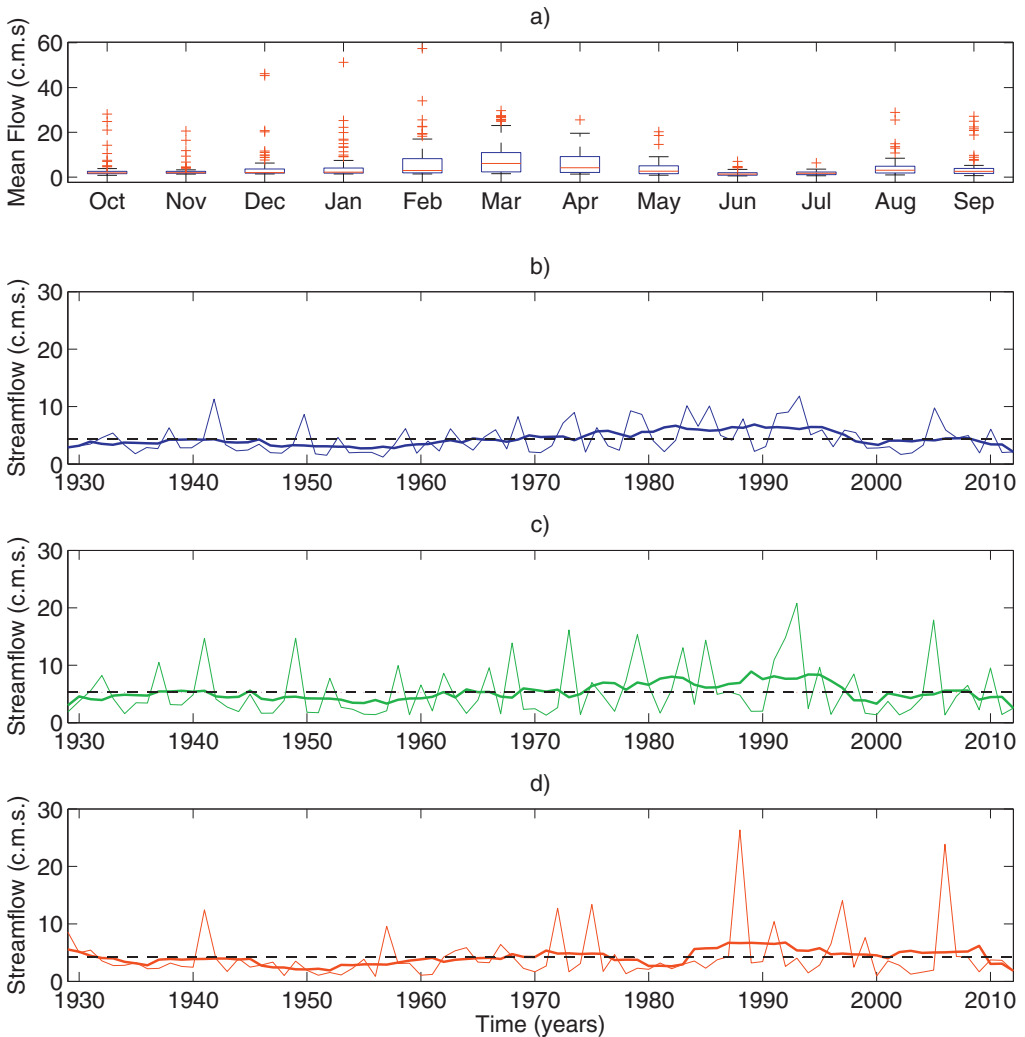 a)
Mean Flow (c.m.s)
60
40
20
0
Oct Nov Dec Jan Feb Mar Apr May Jun Jul Aug Sep
b)
Streamflow (c.m.s.)
30
20
10
0
1930 1940 1950 1960 1970 1980 1990 2000 2010
c)
Streamflow (c.m.s.)
30
20
10
0
1930 1940 1950 1960 1970 1980 1990 2000 2010
d)
Streamflow (c.m.s.)
30
20
10
0
1930 1940 1950 1960 1970 1980 1990 2000 2010
Time (years)